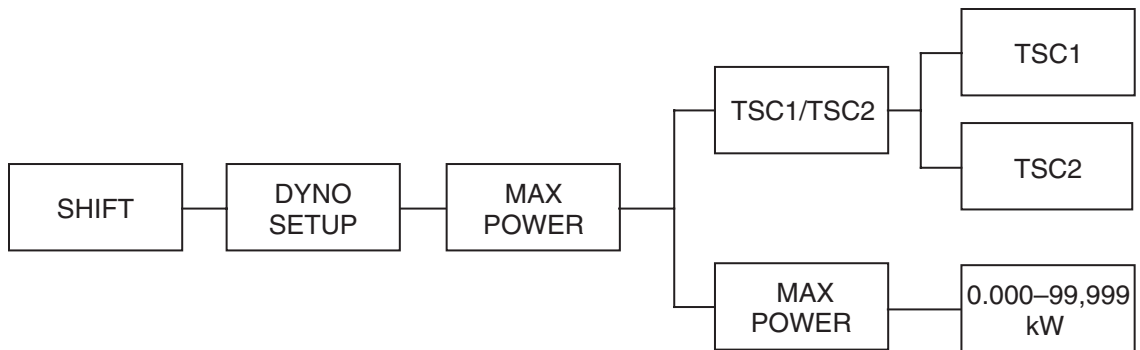 SHIFT
DYNO
SETUP
MAX
POWER
TSC1/TSC2
TSC1
TSC2
MAX
POWER
0.000–99,999
kW